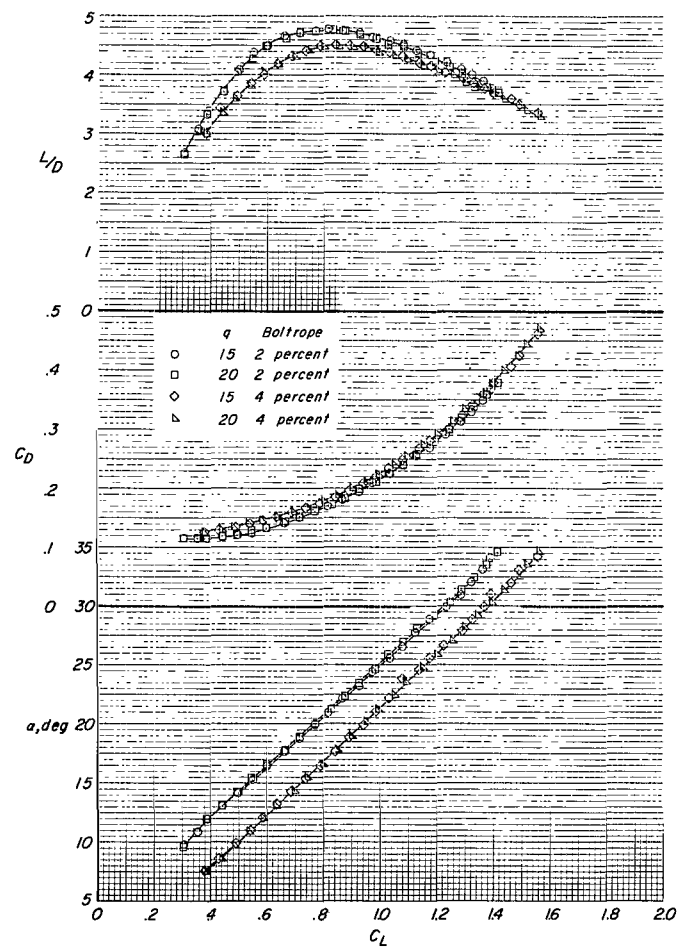 5
4.5
4
3
L/D
2
1
.5 0
q Boltrope
15 2 percent
20 2 percent
15 4 percent
20 4 percent
.4
.3
C_D
.2
.1 35
0 30
25
α, deg 20
15
10
5
0 .2 .4 .6 .8 1.0 1.2 1.4 1.6 1.8 2.0
C_L